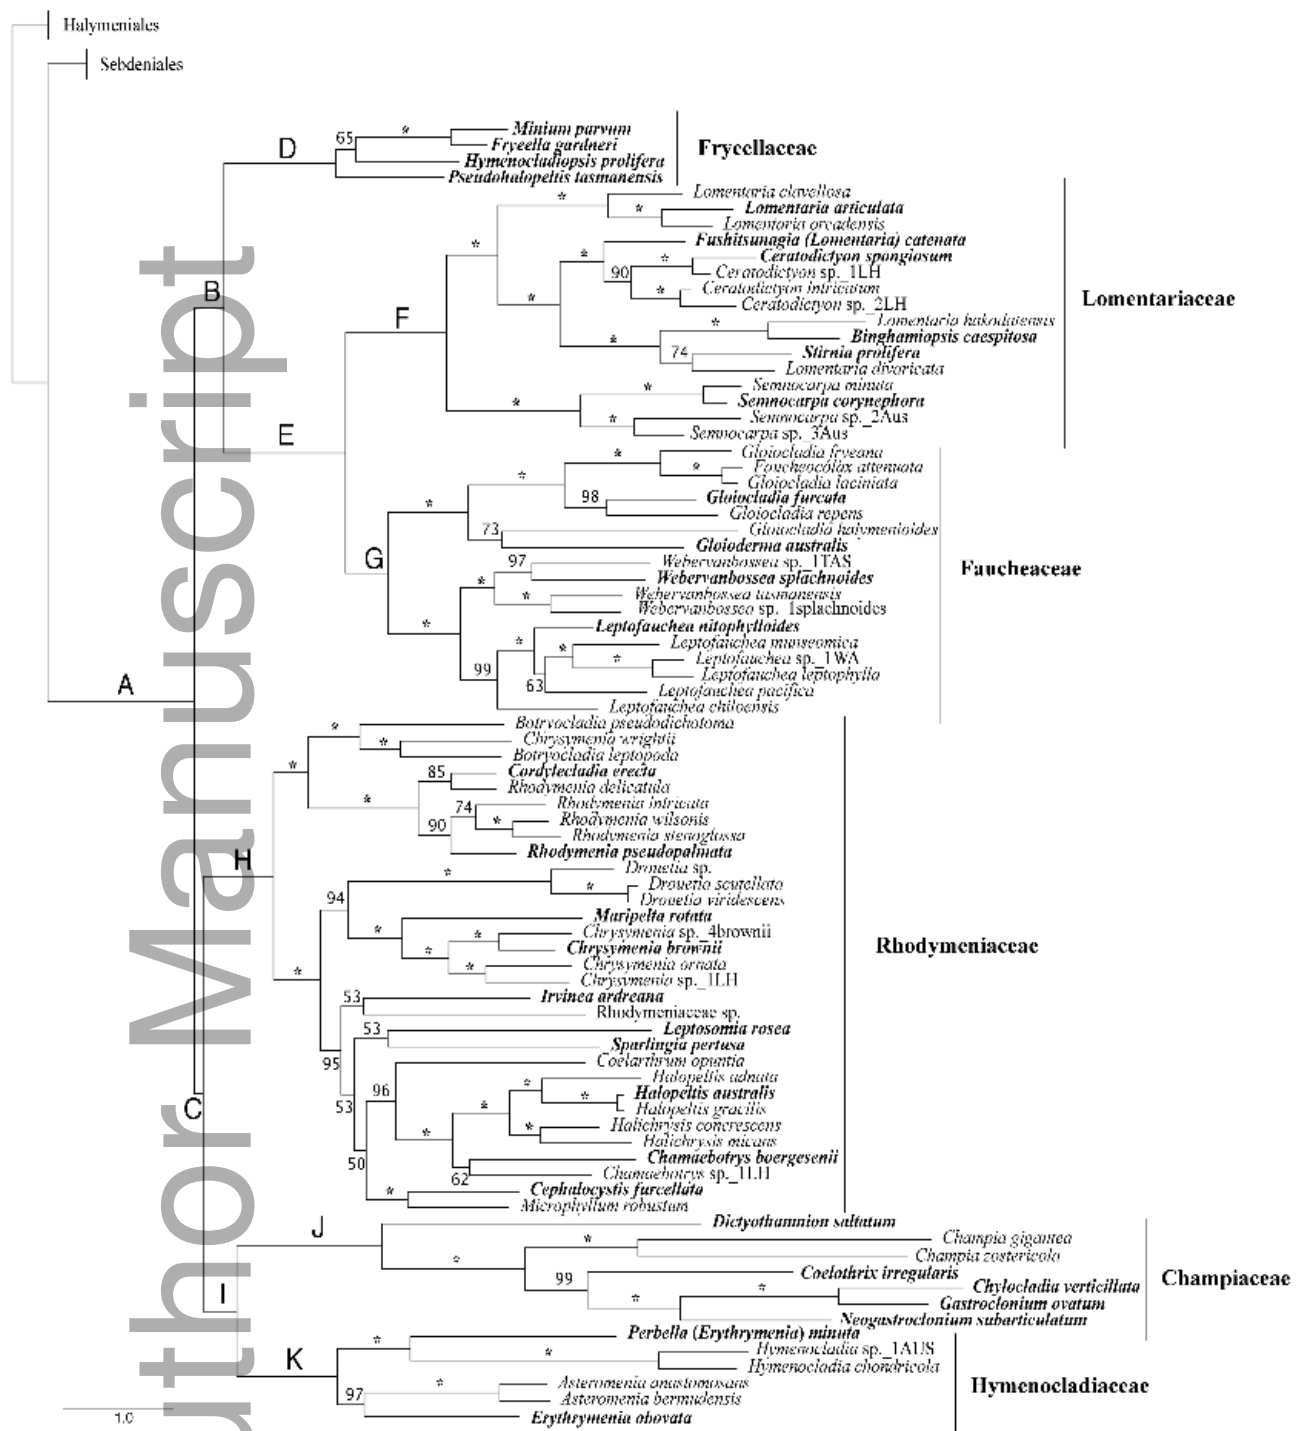 Halymeniales
Sebdeniales
D
65
*
Minium parvum
Fryeella gardneri
Hymenocladiopsis prolifera
Pseudohalopeltis tasmanensis
Fryeellaceae
*
Lomentaria clavellosa
*
Lomentaria articulata
Lomentaria orcadensis
*
*
Fushitsunagia (Lomentaria) catenata
*
Ceratodictyon spongiosum
90
Ceratodictyon sp._1LH
B
*
*
Ceratodictyon intricatum
Ceratodictyon sp._2LH
Lomentariaceae
F
*
Lomentaria hakodatensis
*
Binghamiopsis caespitosa
74
Stirnia prolifera
Lomentaria divaricata
*
Semnocarpa minuta
*
Semnocarpa corynephora
*
Semnocarpa sp._2Aus
E
Semnocarpa sp._3Aus
*
Gloiocladia fryeana
*
*
Faucheocolax attenuata
Gloiocladia laciniata
*
98
Gloiocladia furcata
Gloiocladia repens
73
Gloiocladia halymenioides
Gloioderma australis
G
97
Webervanbossea sp._1TAS
Faucheaceae
*
Webervanbossea splachnoides
*
Webervanbossea tasmanensis
Webervanbossea sp._1splachnoides
*
Leptofauchea nitophylloides
*
*
Leptofauchea munseomica
*
Leptofauchea sp._1WA
99
Leptofauchea leptophylla
63
Leptofauchea pacifica
A
Leptofauchea chiloensis
*
Botryocladia pseudodichotoma
*
Chrysymenia wrightii
Botryocladia leptopoda
*
85
Cordylecladia erecta
Rhodymenia delicatula
*
74
Rhodymenia intricata
90
*
Rhodymenia wilsonis
Rhodymenia stenoglossa
Rhodymenia pseudopalmata
H
*
Drouetia sp.
*
Drouetia scutellata
Drouetia viridescens
94
Maripelta rotata
*
*
Chrysymenia sp._4brownii
*
Chrysymenia brownii
Rhodymeniaceae
*
*
Chrysymenia ornata
Chrysymenia sp._1LH
53
Irvinea ardreana
Rhodymeniaceae sp.
53
Leptosomia rosea
Sparlingia pertusa
95
Coelarthrum opuntia
*
Halopeltis adnata
96
*
Halopeltis australis
C
53
*
Halopeltis gracilis
*
*
Halichrysis concrescens
Halichrysis micans
50
Chamaebotrys boergesenii
62
Chamaebotrys sp._1LH
*
Cephalocystis furcellata
Microphyllum robustum
J
Dictyothamnion saltatum
*
Champia gigantea
*
Champia zostericola
99
Coelothrix irregularis
Champiaceae
I
*
*
Chylocladia verticillata
Gastroclonium ovatum
Neogastroclonium subarticulatum
*
Perbella (Erythrymenia) minuta
K
*
Hymenocladia sp._1AUS
Hymenocladia chondricola
Hymenocladiaceae
97
*
Asteromenia anastomosans
Asteromenia bermudensis
Erythrymenia obovata
1.0
uthor Manuscript